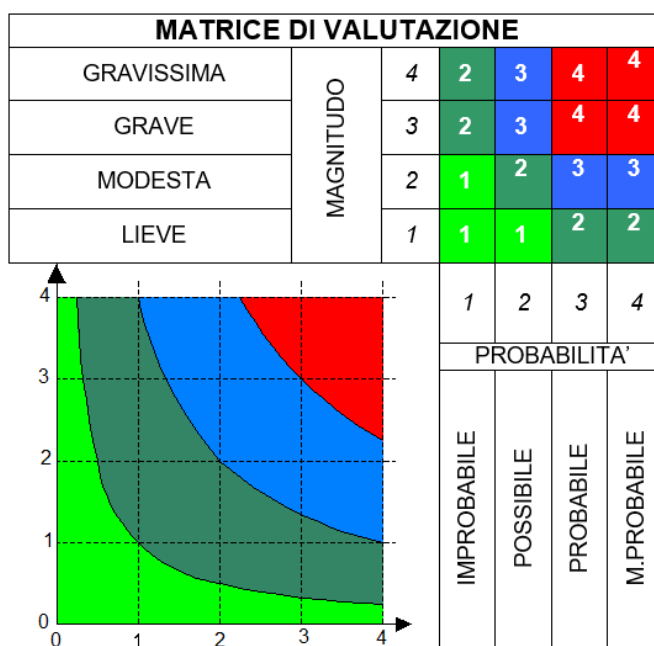 MATRICE DI VALUTAZIONE
GRAVISSIMA 4 2 3 4 4
GRAVE 3 2 3 4 4
MODESTA 2 1 2 3 3
LIEVE 1 1 1 2 2
MAGNITUDO
1 2 3 4
PROBABILITA’
IMPROBABILE
POSSIBILE
PROBABILE
M.PROBABILE
4
3
2
1
0
0 1 2 3 4